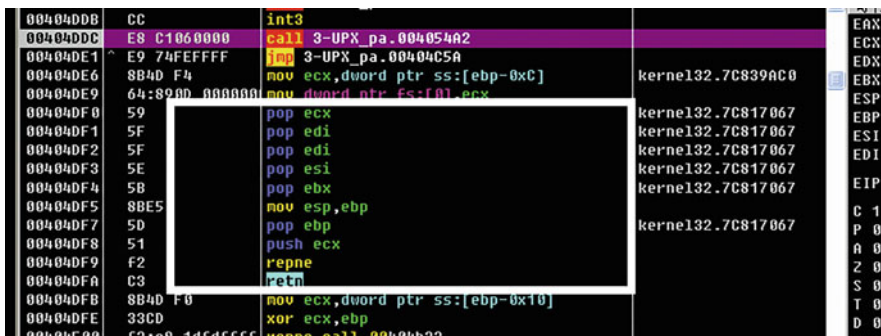 00404DDB CC int3
00404DDC E8 C1060000 call 3-UPX_pa.004054A2
00404DE1 ^ E9 74FEFFFF jmp 3-UPX_pa.00404C5A
00404DE6 8B4D F4 mov ecx,dword ptr ss:[ebp-0xC] kernel32.7C839AC0
00404DE9 64:890D 000000 mov dword ptr fs:[0],ecx
00404DF0 59 pop ecx kernel32.7C817067
00404DF1 5F pop edi kernel32.7C817067
00404DF2 5F pop edi kernel32.7C817067
00404DF3 5E pop esi kernel32.7C817067
00404DF4 5B pop ebx kernel32.7C817067
00404DF5 8BE5 mov esp,ebp
00404DF7 5D pop ebp kernel32.7C817067
00404DF8 51 push ecx
00404DF9 F2 repne
00404DFA C3 retn
00404DFB 8B4D F0 mov ecx,dword ptr ss:[ebp-0x10]
00404DFE 33CD xor ecx,ebp
EAX
ECX
EDX
EBX
ESP
EBP
ESI
EDI
EIP
C 1
P 0
A 0
Z 0
S 0
T 0
D 0